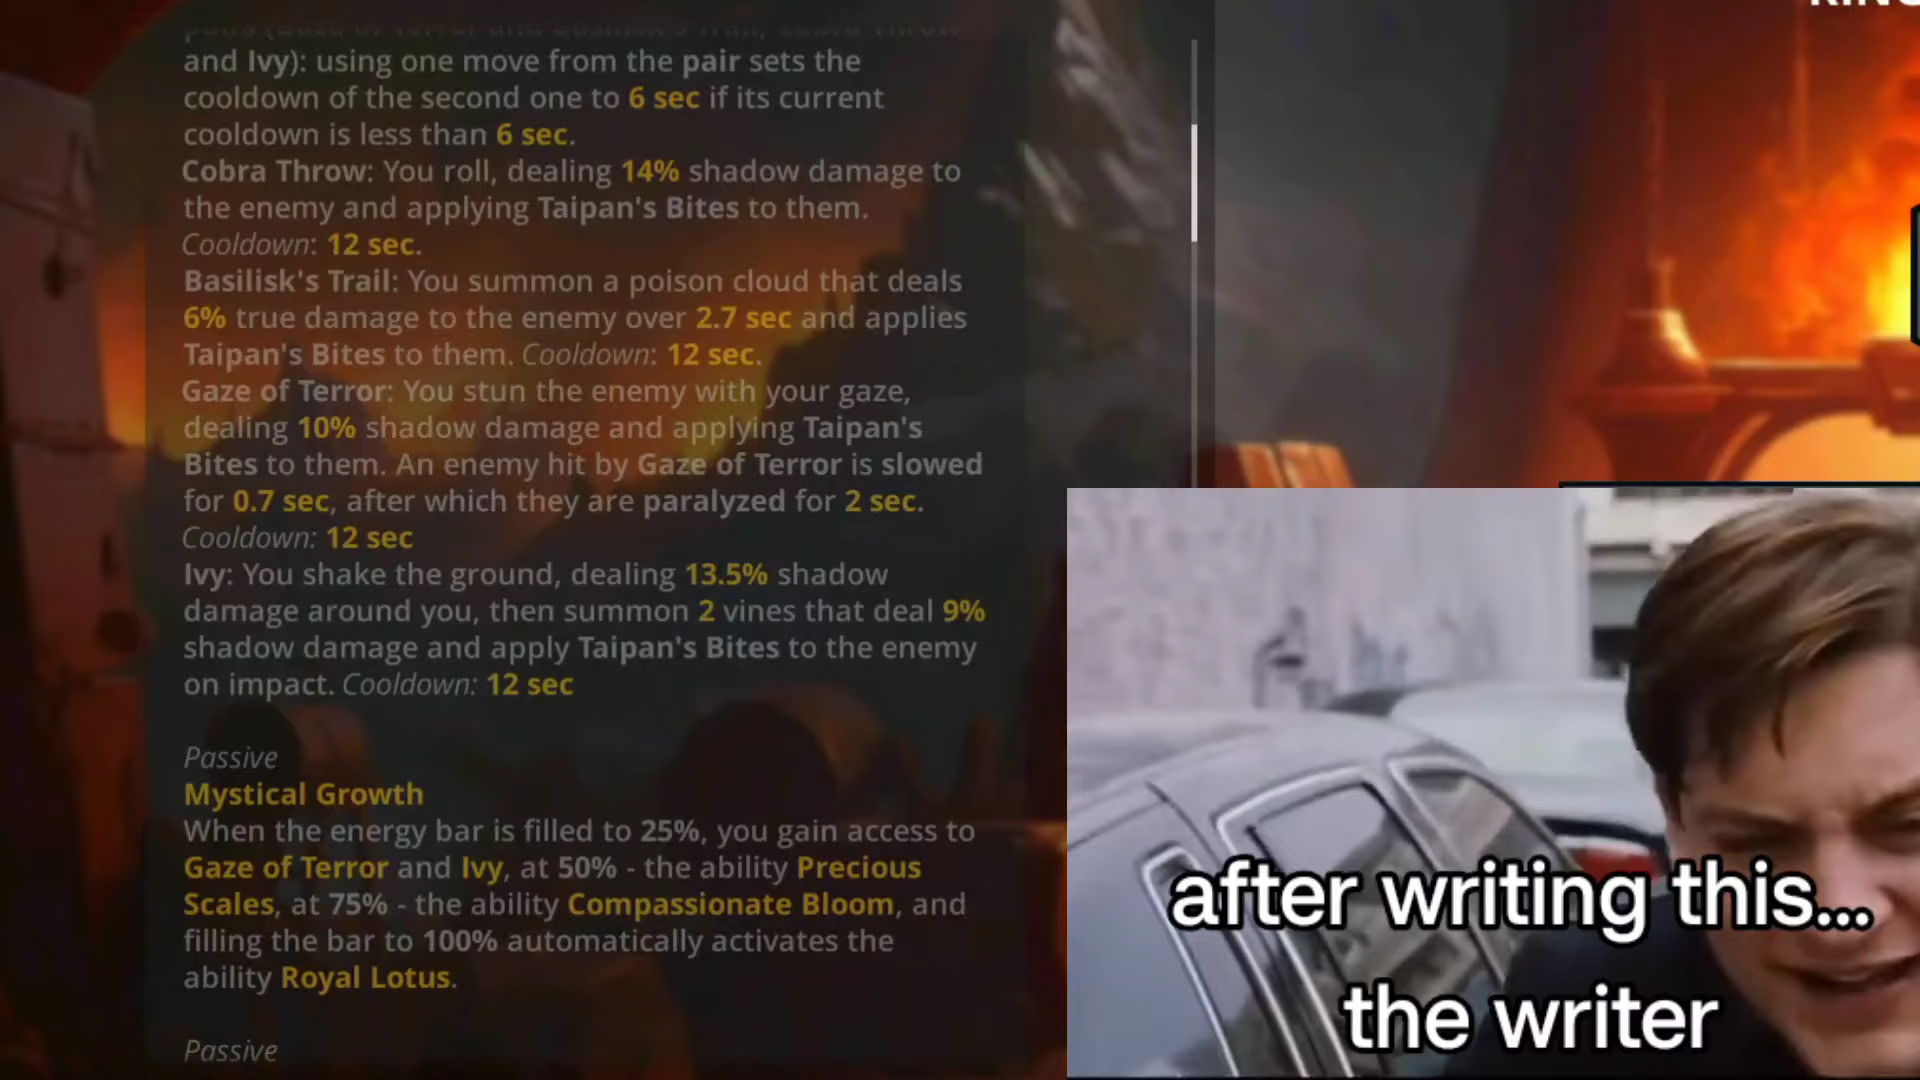 and Ivy): using one move from the pair sets the
cooldown of the second one to 6 sec if its current
cooldown is less than 6 sec.
Cobra Throw: You roll, dealing 14% shadow damage to
the enemy and applying Taipan's Bites to them.
Cooldown: 12 sec.
Basilisk's Trail: You summon a poison cloud that deals
6% true damage to the enemy over 2.7 sec and applies
Taipan's Bites to them. Cooldown: 12 sec.
Gaze of Terror: You stun the enemy with your gaze,
dealing 10% shadow damage and applying Taipan's
Bites to them. An enemy hit by Gaze of Terror is slowed
for 0.7 sec, after which they are paralyzed for 2 sec.
Cooldown: 12 sec
Ivy: You shake the ground, dealing 13.5% shadow
damage around you, then summon 2 vines that deal 9%
shadow damage and apply Taipan's Bites to the enemy
on impact. Cooldown: 12 sec
Passive
Mystical Growth
When the energy bar is filled to 25%, you gain access to
Gaze of Terror and Ivy, at 50% - the ability Precious
Scales, at 75% - the ability Compassionate Bloom, and
filling the bar to 100% automatically activates the
ability Royal Lotus.
Passive
after writing this...
the writer